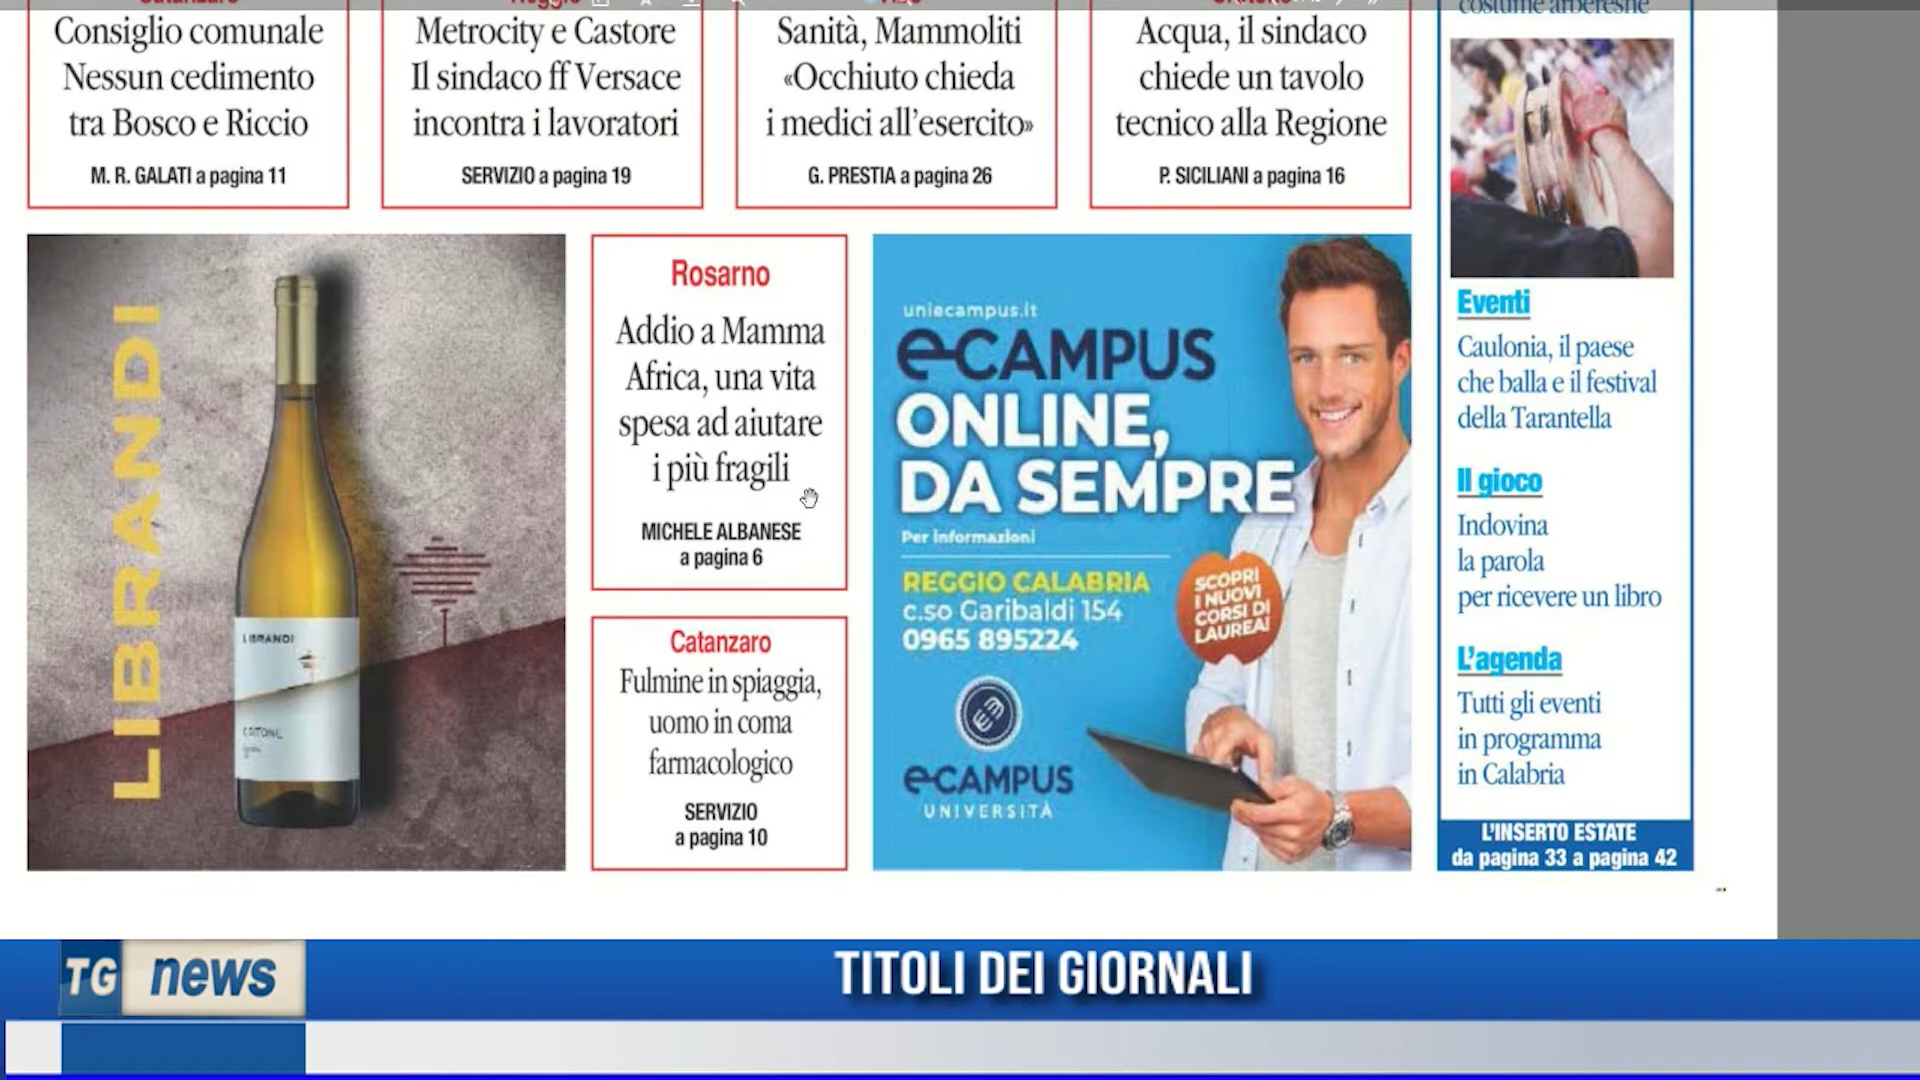 Catanzaro
Consiglio comunale
Nessun cedimento
tra Bosco e Riccio
M. R. GALATI a pagina 11
Reggio
Metrocity e Castore
Il sindaco ff Versace
incontra i lavoratori
SERVIZIO a pagina 19
Sanità, Mammoliti
«Occhiuto chieda
i medici all'esercito»
G. PRESTIA a pagina 26
Acqua, il sindaco
chiede un tavolo
tecnico alla Regione
P. SICILIANI a pagina 16
costume arbereshe
LIBRANDI
LIBRANDI
Rosarno
Addio a Mamma
Africa, una vita
spesa ad aiutare
i più fragili
MICHELE ALBANESE
a pagina 6
Catanzaro
Fulmine in spiaggia,
uomo in coma
farmacologico
SERVIZIO
a pagina 10
uniecampus.it
e-CAMPUS
ONLINE,
DA SEMPRE
Per informazioni
REGGIO CALABRIA
c.so Garibaldi 154
0965 895224
SCOPRI
I NUOVI
CORSI DI
LAUREA!
e-CAMPUS
UNIVERSITÀ
Eventi
Caulonia, il paese
che balla e il festival
della Tarantella
Il gioco
Indovina
la parola
per ricevere un libro
L'agenda
Tutti gli eventi
in programma
in Calabria
L'INSERTO ESTATE
da pagina 33 a pagina 42
TG news
TITOLI DEI GIORNALI